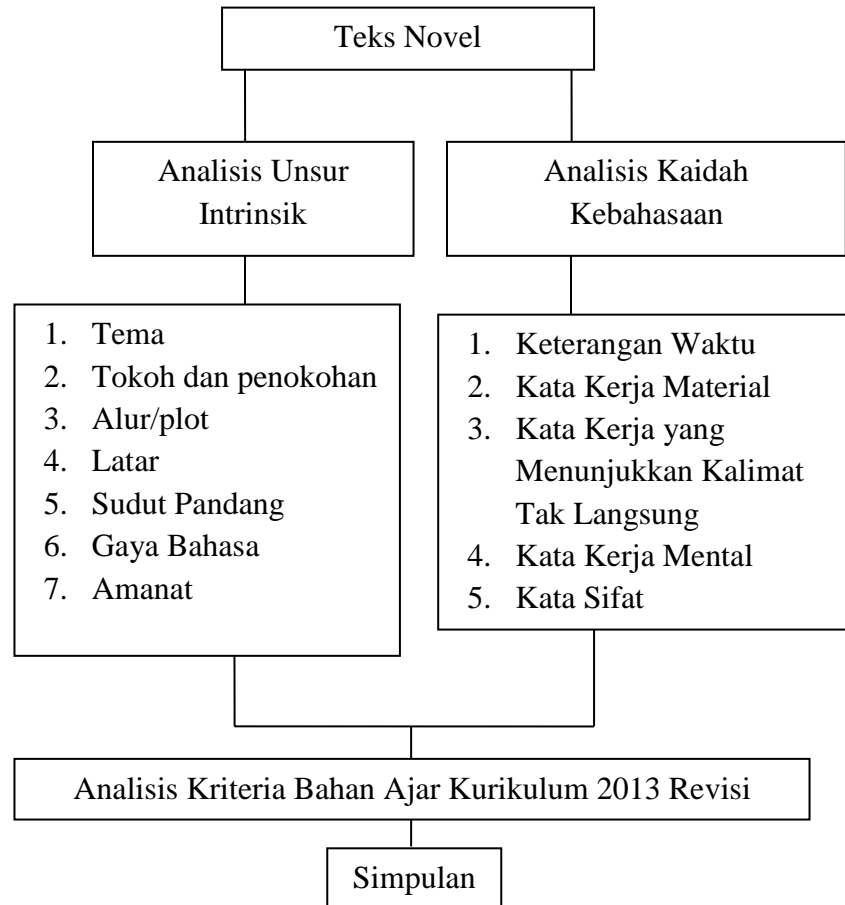 Teks Novel
Analisis Unsur
Intrinsik
Analisis Kaidah
Kebahasaan
1. Tema
2. Tokoh dan penokohan
3. Alur/plot
4. Latar
5. Sudut Pandang
6. Gaya Bahasa
7. Amanat
1. Keterangan Waktu
2. Kata Kerja Material
3. Kata Kerja yang
Menunjukkan Kalimat
Tak Langsung
4. Kata Kerja Mental
5. Kata Sifat
Analisis Kriteria Bahan Ajar Kurikulum 2013 Revisi
Simpulan